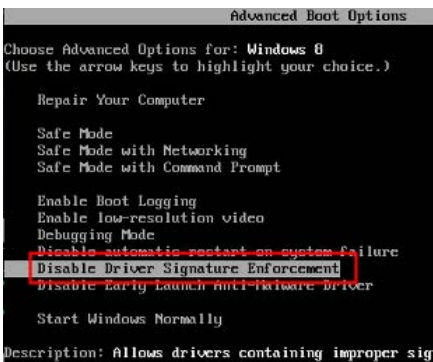 Advanced Boot Options
Choose Advanced Options for: Windows 8
(Use the arrow keys to highlight your choice.)
Repair Your Computer
Safe Mode
Safe Mode with Networking
Safe Mode with Command Prompt
Enable Boot Logging
Enable low-resolution video
Debugging Mode
Disable automatic restart on system failure
Disable Driver Signature Enforcement
Disable Early Launch Anti-Malware Driver
Start Windows Normally
Description: Allows drivers containing improper sig